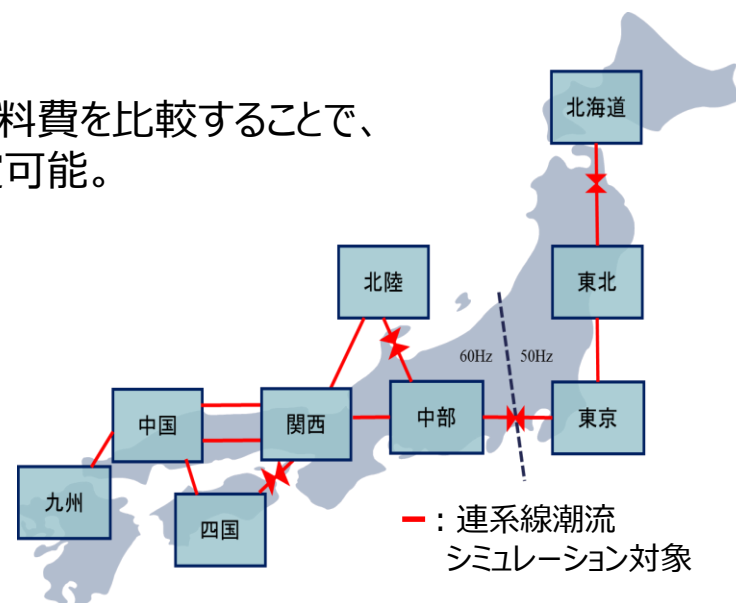 料費を比較することで、
定可能。
北海道
北陸
東北
60Hz
50Hz
中国
関西
中部
東京
九州
四国
：連系線潮流
シミュレーション対象